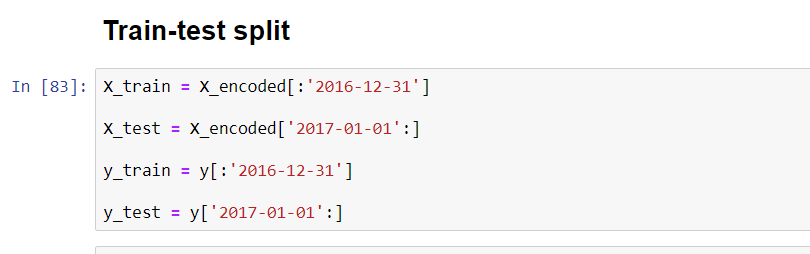 Train-test split
In [83]: X_train = X_encoded[:'2016-12-31']
X_test = X_encoded['2017-01-01':]
y_train = y[:'2016-12-31']
y_test = y['2017-01-01':]